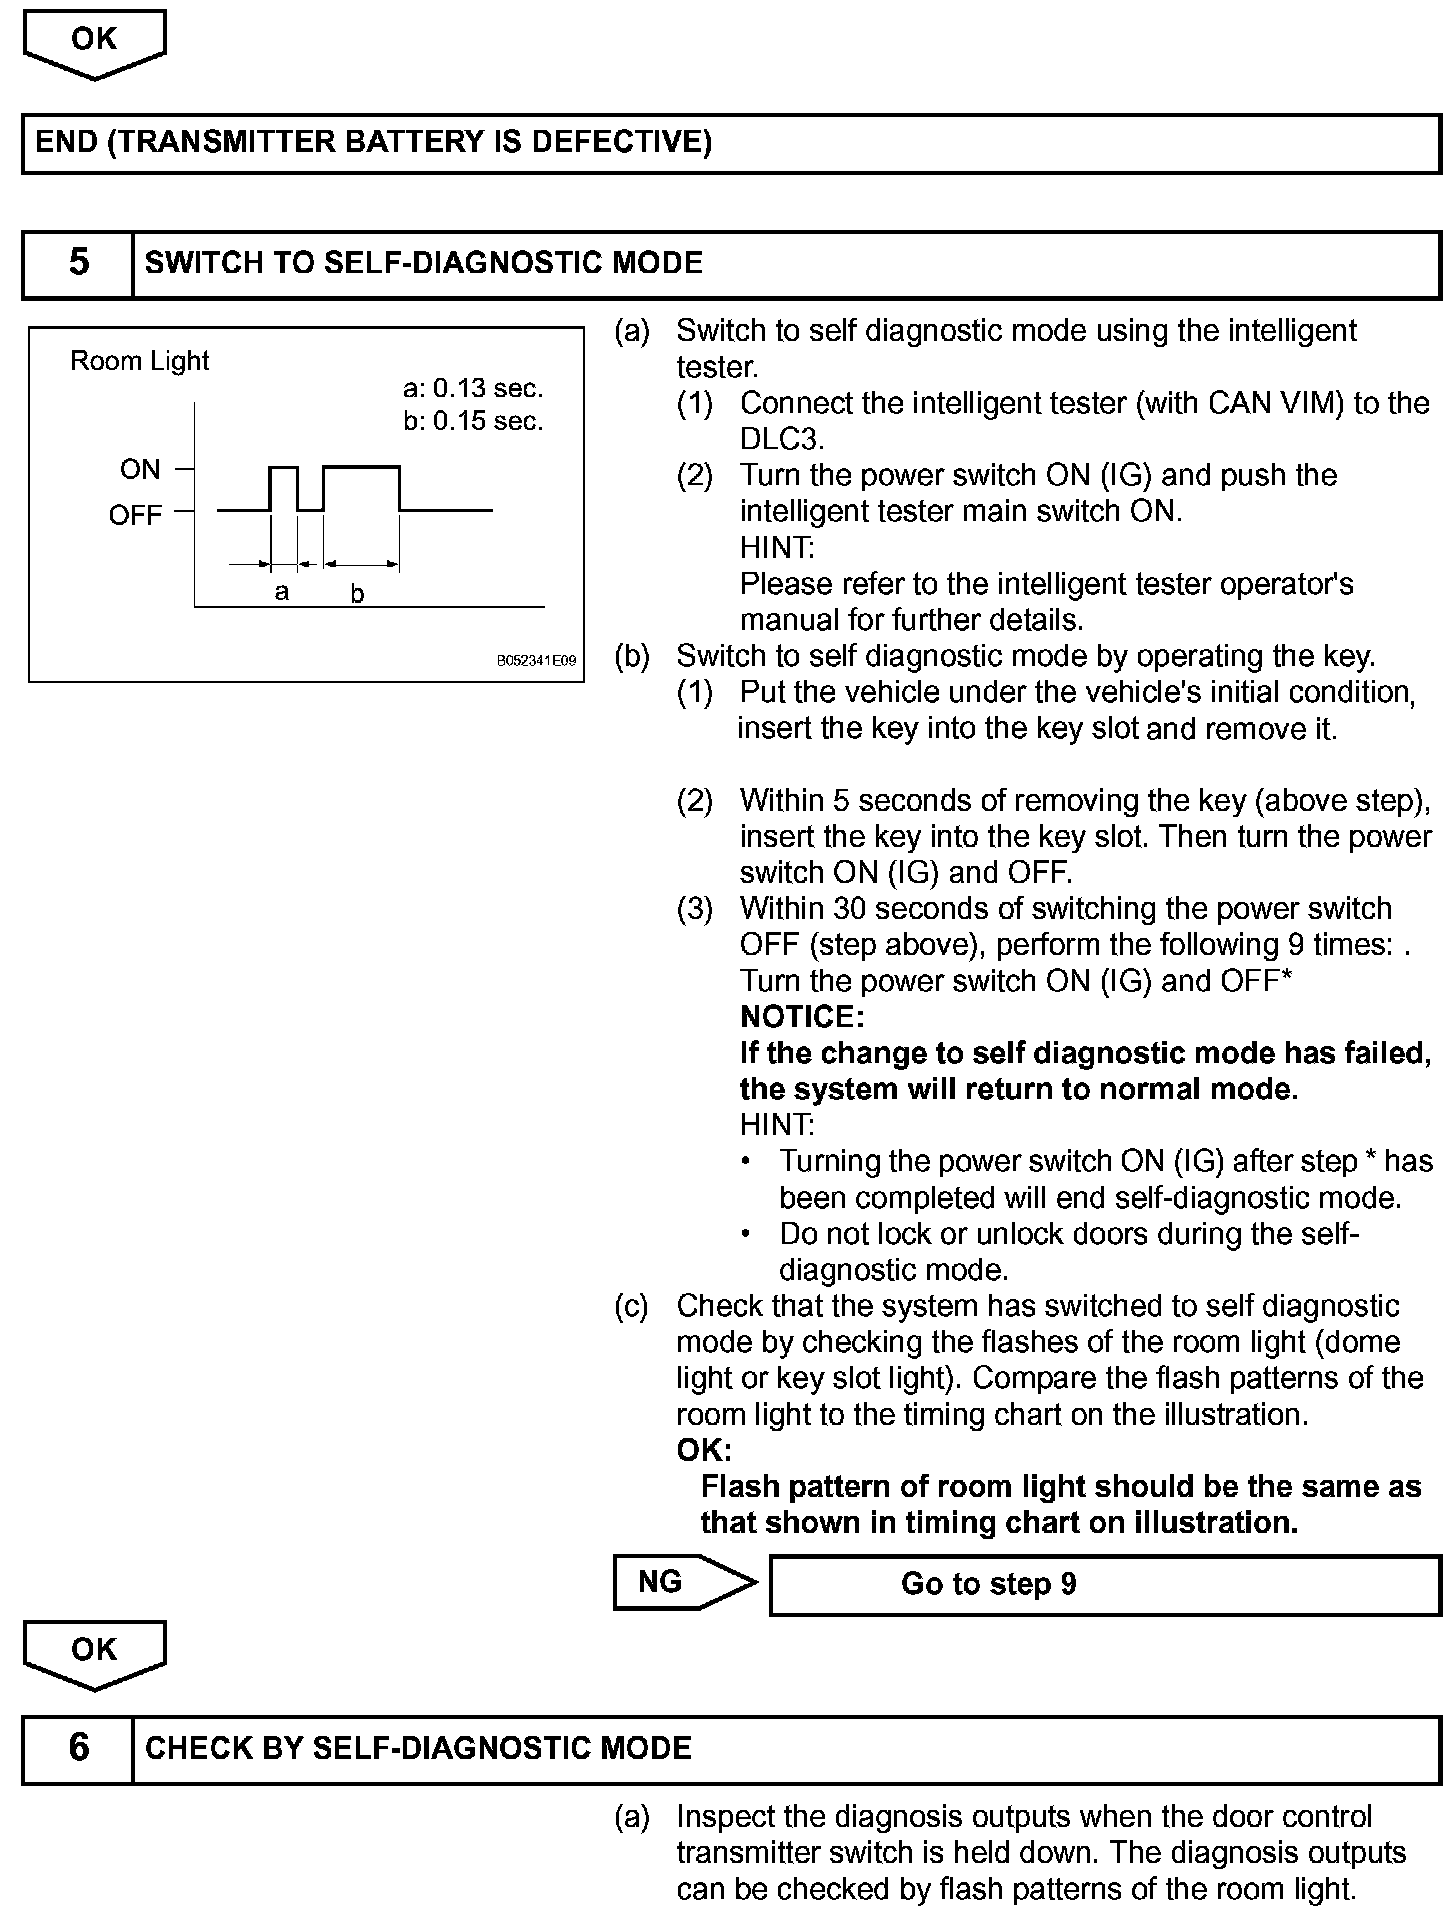 OK
END (TRANSMITTER BATTERY IS DEFECTIVE)
5 SWITCH TO SELF-DIAGNOSTIC MODE
Room Light
a: 0.13 sec.
b: 0.15 sec.
ON
OFF
a b
B052341E09
(a) Switch to self diagnostic mode using the intelligent
tester.
(1) Connect the intelligent tester (with CAN VIM) to the
DLC3.
(2) Turn the power switch ON (IG) and push the
intelligent tester main switch ON.
HINT:
Please refer to the intelligent tester operator's
manual for further details.
(b) Switch to self diagnostic mode by operating the key.
(1) Put the vehicle under the vehicle's initial condition,
insert the key into the key slot and remove it.
(2) Within 5 seconds of removing the key (above step),
insert the key into the key slot. Then turn the power
switch ON (IG) and OFF.
(3) Within 30 seconds of switching the power switch
OFF (step above), perform the following 9 times: .
Turn the power switch ON (IG) and OFF*
NOTICE:
If the change to self diagnostic mode has failed,
the system will return to normal mode.
HINT:
• Turning the power switch ON (IG) after step * has
been completed will end self-diagnostic mode.
• Do not lock or unlock doors during the self-
diagnostic mode.
(c) Check that the system has switched to self diagnostic
mode by checking the flashes of the room light (dome
light or key slot light). Compare the flash patterns of the
room light to the timing chart on the illustration.
OK:
Flash pattern of room light should be the same as
that shown in timing chart on illustration.
NG Go to step 9
OK
6 CHECK BY SELF-DIAGNOSTIC MODE
(a) Inspect the diagnosis outputs when the door control
transmitter switch is held down. The diagnosis outputs
can be checked by flash patterns of the room light.